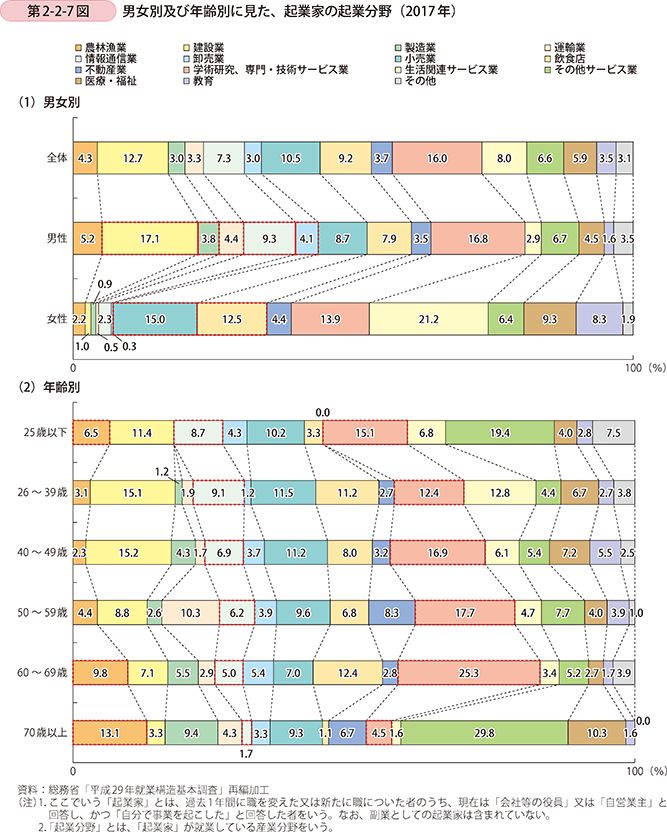 第2-2-7図 男女別及び年齢別に見た、起業家の起業分野（2017年）
農林漁業 建設業 製造業 運輸業
情報通信業 卸売業 小売業 飲食店
不動産業 学術研究、専門・技術サービス業 生活関連サービス業 その他サービス業
医療・福祉 教育 その他
（1）男女別
0 100（%）
全体 4.3 12.7 3.0 3.3 7.3 3.0 10.5 9.2 3.7 16.0 8.0 6.6 5.9 3.5 3.1
男性 5.2 17.1 3.8 4.4 9.3 4.1 8.7 7.9 3.5 16.8 2.9 6.7 4.5 1.6 3.5
0.9
女性 2.2 2.3 15.0 12.5 4.4 13.9 21.2 6.4 9.3 8.3 1.9
1.0 0.5 0.3
0 100（%）
（2）年齢別
0.0
25歳以下 6.5 11.4 8.7 4.3 10.2 3.3 15.1 6.8 19.4 4.0 2.8 7.5
1.2
26～39歳 3.1 15.1 1.9 9.1 1.2 11.5 11.2 2.7 12.4 12.8 4.4 6.7 2.7 3.8
40～49歳 2.3 15.2 4.3 1.7 6.9 3.7 11.2 8.0 3.2 16.9 6.1 5.4 7.2 5.5 2.5
50～59歳 4.4 8.8 2.6 10.3 6.2 3.9 9.6 6.8 8.3 17.7 4.7 7.7 4.0 3.9 1.0
60～69歳 9.8 7.1 5.5 2.9 5.0 5.4 7.0 12.4 2.8 25.3 3.4 5.2 2.7 1.7 3.9
0.0
70歳以上 13.1 3.3 9.4 4.3 3.3 9.3 1.1 6.7 4.5 1.6 29.8 10.3 1.6
1.7
0 100（%）
資料：総務省「平成29年就業構造基本調査」再編加工
（注）1．ここでいう「起業家」とは、過去1年間に職を変えた又は新たに職についた者のうち、現在は「会社等の役員」又は「自営業主」と
回答し、かつ「自分で事業を起こした」と回答した者をいう。なお、副業としての起業家は含まれていない。
2．「起業分野」とは、「起業家」が就業している産業分野をいう。